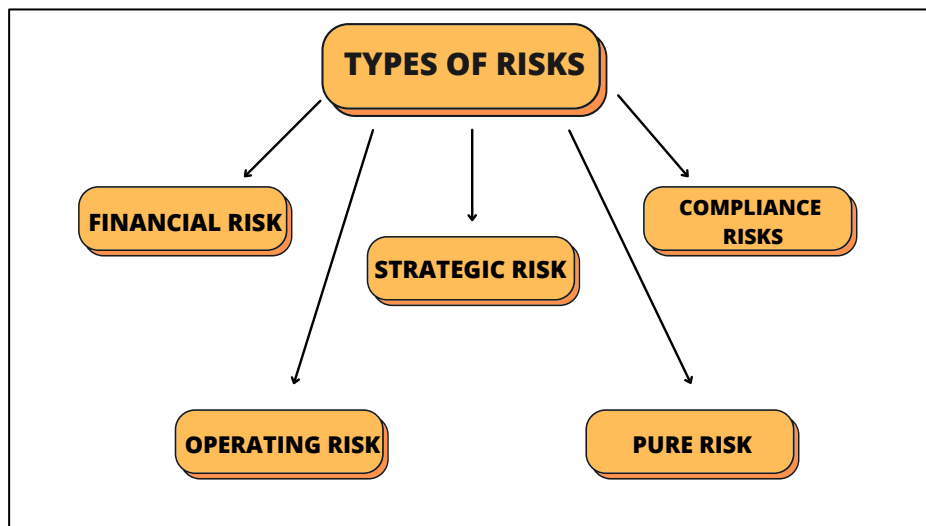 TYPES OF RISKS
FINANCIAL RISK
COMPLIANCE
RISKS
STRATEGIC RISK
OPERATING RISK
PURE RISK